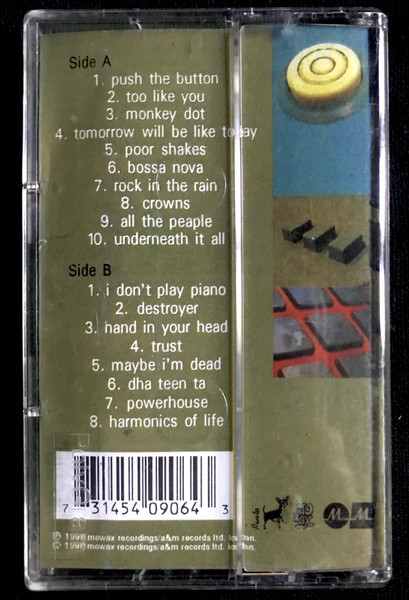 Side A
1. push the button
2. too like you
3. monkey dot
4. tomorrow will be like today
5. poor shakes
6. bossa nova
7. rock in the rain
8. crowns
9. all the peaple
10. underneath it all
Side B
1. i don't play piano
2. destroyer
3. hand in your head
4. trust
5. maybe i'm dead
6. dha teen ta
7. powerhouse
8. harmonics of life
7 31454 09064 3
℗ 1998 mowax recordings/a&m records ltd. london.
© 1998 mowax recordings/a&m records ltd. london.